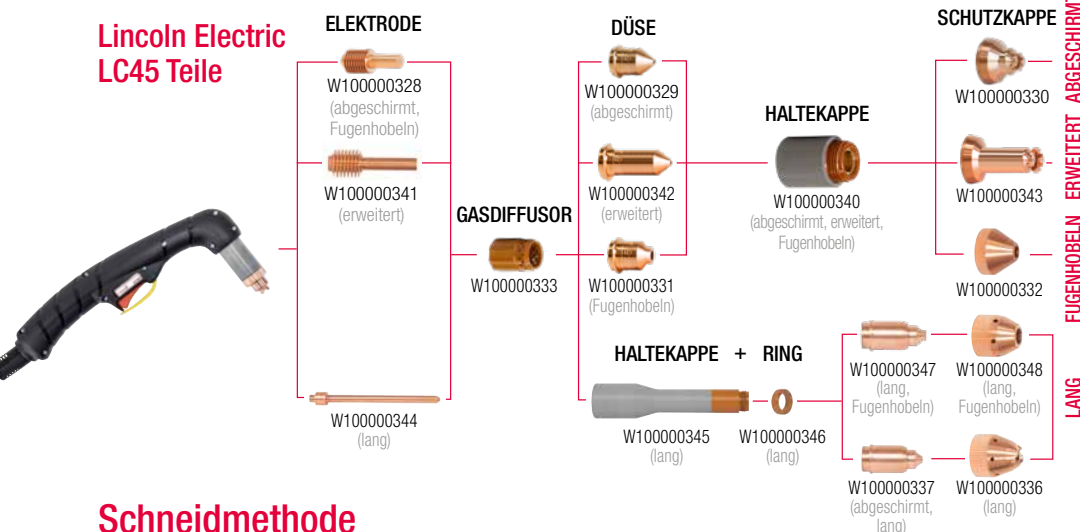 Lincoln Electric
LC45 Teile
ELEKTRODE
W100000328
(abgeschirmt,
Fugenhobeln)
W100000341
(erweitert)
W100000344
(lang)
GASDIFFUSOR
W100000333
DÜSE
W100000329
(abgeschirmt)
W100000342
(erweitert)
W100000331
(Fugenhobeln)
HALTEKAPPE
W100000340
(abgeschirmt, erweitert,
Fugenhobeln)
SCHUTZKAPPE
W100000330
W100000343
W100000332
ABGESCHIRMT
ERWEITERT
FUGENHOBELN
LANG
HALTEKAPPE + RING
W100000345
(lang)
W100000346
(lang)
W100000347
(lang,
Fugenhobeln)
W100000348
(lang,
Fugenhobeln)
W100000337
(abgeschirmt,
lang)
W100000336
(lang)
Schneidmethode